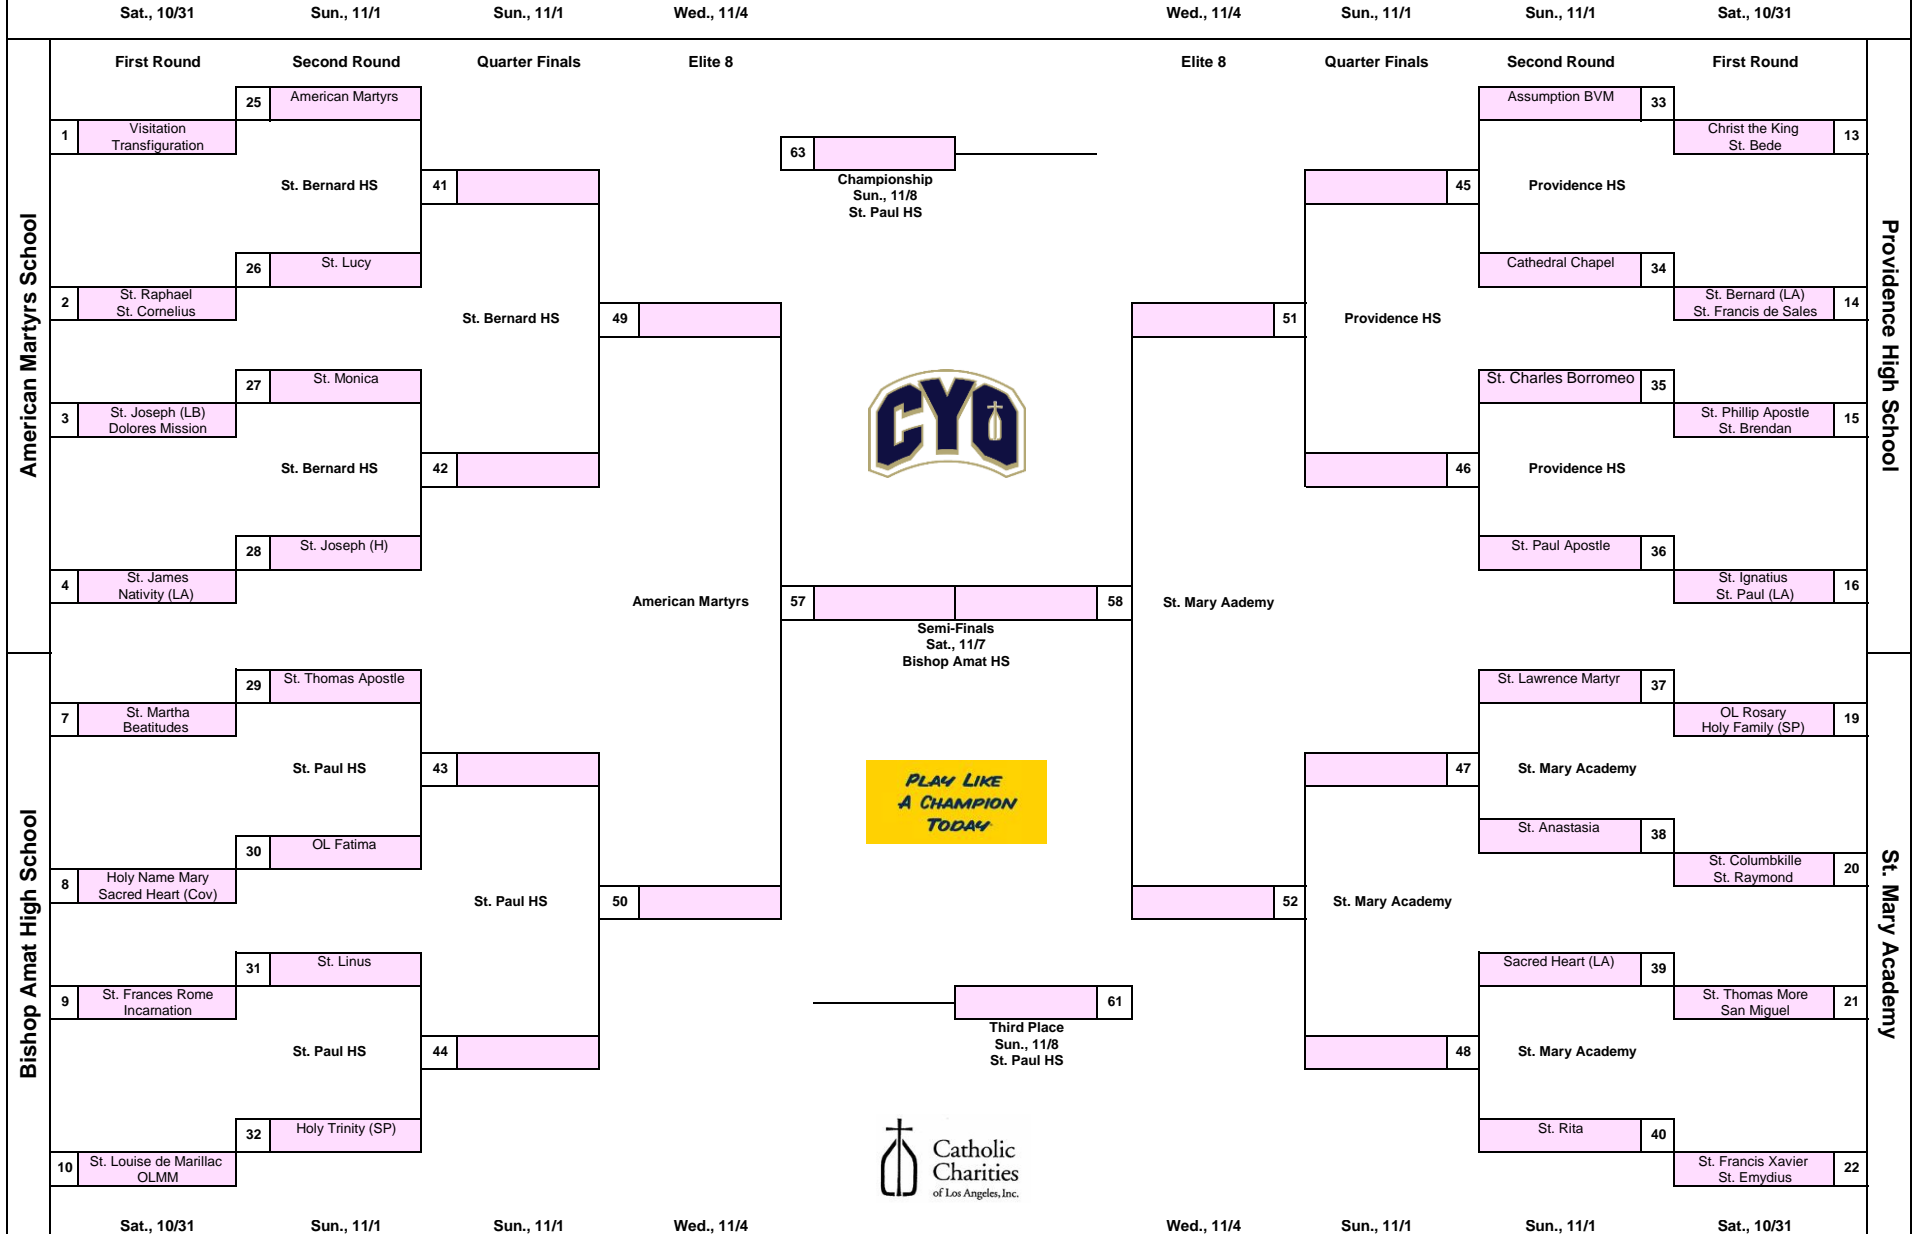 Sat., 10/31 Sun., 11/1 Sun., 11/1 Wed., 11/4 Wed., 11/4 Sun., 11/1 Sun., 11/1 Sat., 10/31
First Round Second Round Quarter Finals Elite 8 Elite 8 Quarter Finals Second Round First Round
American Martyrs School
25 American Martyrs
1 Visitation
Transfiguration
St. Bernard HS
41
26 St. Lucy
2 St. Raphael
St. Cornelius
St. Bernard HS
49
27 St. Monica
3 St. Joseph (LB)
Dolores Mission
St. Bernard HS
42
28 St. Joseph (H)
4 St. James
Nativity (LA)
American Martyrs
Bishop Amat High School
29 St. Thomas Apostle
7 St. Martha
Beatitudes
St. Paul HS
43
30 OL Fatima
8 Holy Name Mary
Sacred Heart (Cov)
St. Paul HS
50
31 St. Linus
9 St. Frances Rome
Incarnation
St. Paul HS
44
32 Holy Trinity (SP)
10 St. Louise de Marillac
OLMM
63
Championship
Sun., 11/8
St. Paul HS
CYO
57 58
Semi-Finals
Sat., 11/7
Bishop Amat HS
PLAY LIKE
A CHAMPION
TODAY
61
Third Place
Sun., 11/8
St. Paul HS
Catholic
Charities
of Los Angeles, Inc.
Assumption BVM 33
Christ the King 13
St. Bede
45
Providence HS
Cathedral Chapel 34
St. Bernard (LA) 14
St. Francis de Sales
51
Providence HS
St. Charles Borromeo 35
St. Phillip Apostle 15
St. Brendan
46
Providence HS
St. Paul Apostle 36
St. Ignatius 16
St. Paul (LA)
St. Mary Aademy
Providence High School
St. Lawrence Martyr 37
OL Rosary 19
Holy Family (SP)
47
St. Mary Academy
St. Anastasia 38
St. Columbkille 20
St. Raymond
52
St. Mary Academy
Sacred Heart (LA) 39
St. Thomas More 21
San Miguel
48
St. Mary Academy
St. Rita 40
St. Francis Xavier 22
St. Emydius
St. Mary Academy
Sat., 10/31 Sun., 11/1 Sun., 11/1 Wed., 11/4 Wed., 11/4 Sun., 11/1 Sun., 11/1 Sat., 10/31